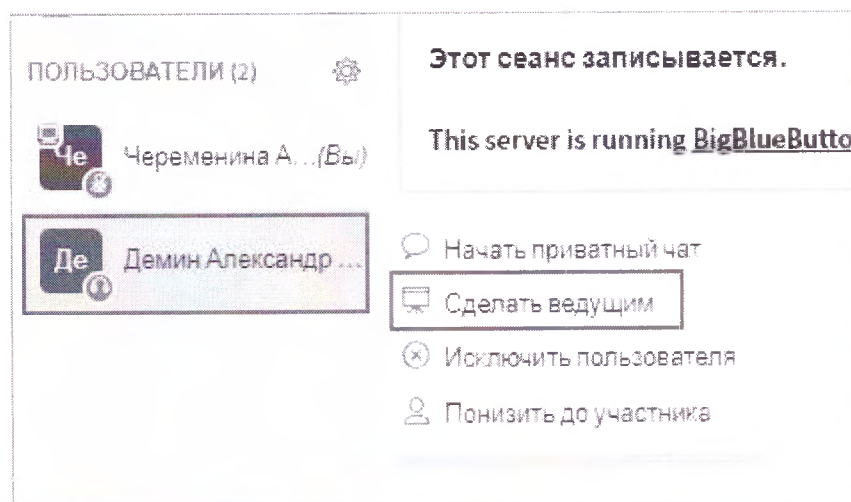 ПОЛЬЗОВАТЕЛИ (2)
Че
Череменина А...(Вы)
Де
Демин Александр ...
Этот сеанс записывается.
This server is running BigBlueButto
Начать приватный чат
Сделать ведущим
Исключить пользователя
Понизить до участника